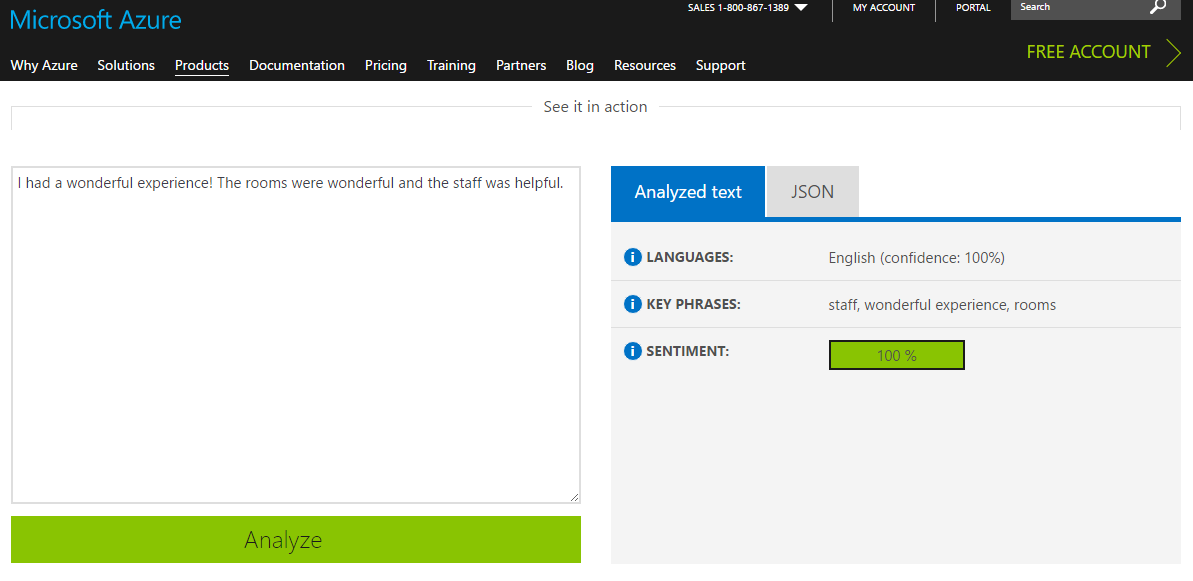 Microsoft Azure
SALES 1-800-867-1389
MY ACCOUNT
PORTAL
Search
FREE ACCOUNT
Why Azure Solutions Products Documentation Pricing Training Partners Blog Resources Support
See it in action
I had a wonderful experience! The rooms were wonderful and the staff was helpful.
Analyze
Analyzed text JSON
i LANGUAGES: English (confidence: 100%)
i KEY PHRASES: staff, wonderful experience, rooms
i SENTIMENT: 100 %